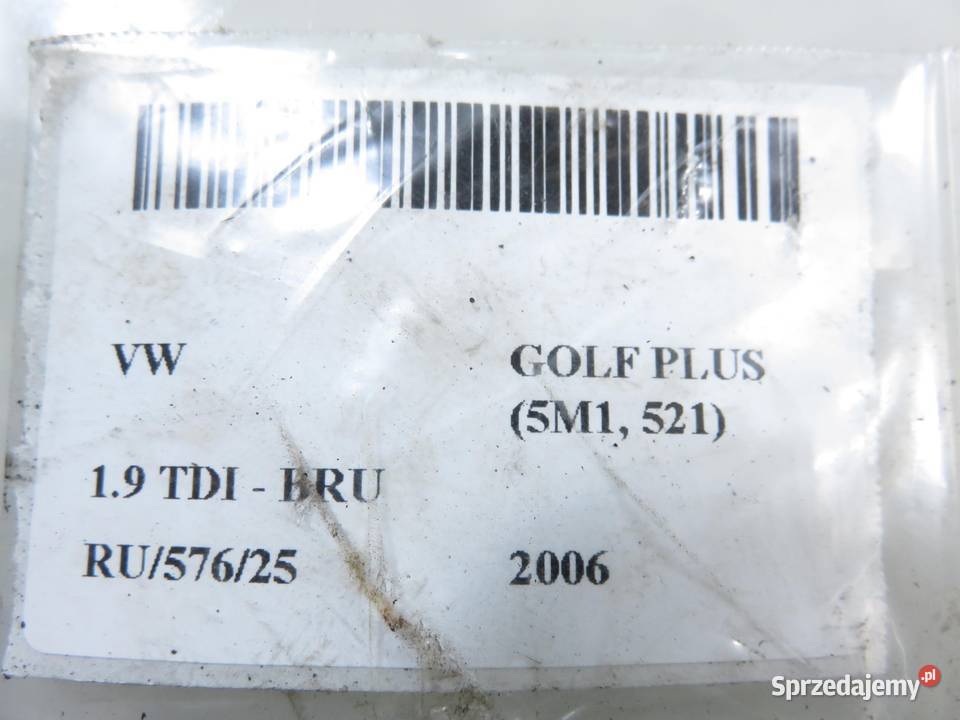 VW
GOLF PLUS
(5M1, 521)
1.9 TDI - BRU
RU/576/25
2006
Sprzedajemy.pl